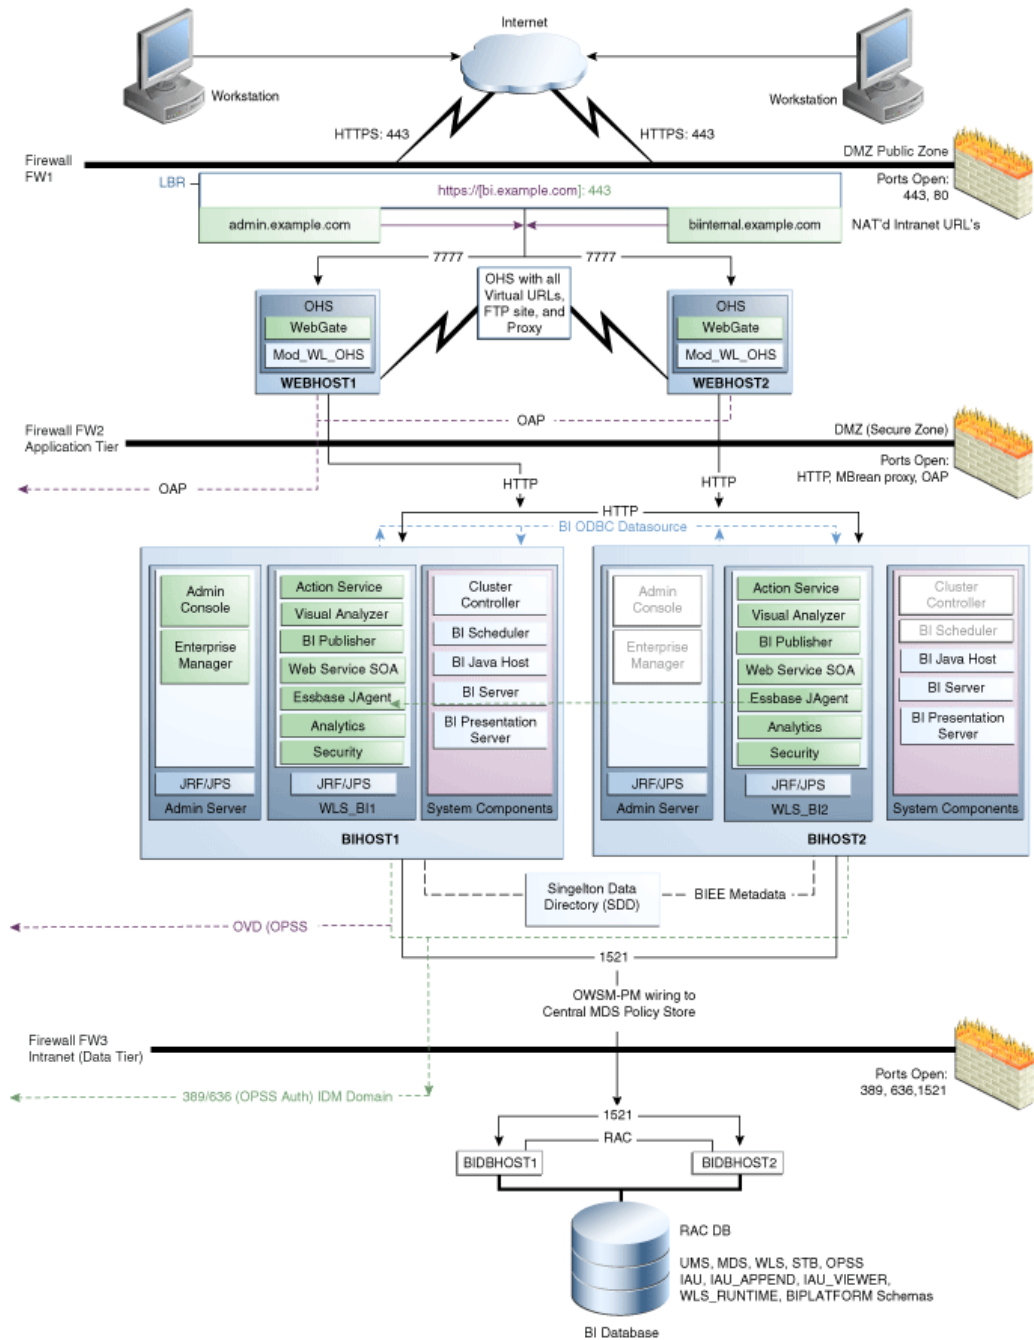 Internet
Workstation
Workstation
HTTPS: 443
HTTPS: 443
Firewall
FW1
DMZ Public Zone
Ports Open:
443, 80
LBR
https://[bi.example.com]: 443
admin.example.com
biinternal.example.com
NAT'd Intranet URL's
7777
7777
OHS with all
Virtual URLs,
FTP site, and
Proxy
OHS
WebGate
Mod_WL_OHS
WEBHOST1
OHS
WebGate
Mod_WL_OHS
WEBHOST2
OAP
Firewall FW2
Application Tier
DMZ (Secure Zone)
Ports Open:
HTTP, MBrean proxy, OAP
OAP
HTTP
HTTP
HTTP
BI ODBC Datasource
Admin
Console
Enterprise
Manager
JRF/JPS
Admin Server
Action Service
Visual Analyzer
BI Publisher
Web Service SOA
Essbase JAgent
Analytics
Security
JRF/JPS
WLS_BI1
Cluster
Controller
BI Scheduler
BI Java Host
BI Server
BI Presentation
Server
System Components
BIHOST1
Admin
Console
Enterprise
Manager
JRF/JPS
Admin Server
Action Service
Visual Analyzer
BI Publisher
Web Service SOA
Essbase JAgent
Analytics
Security
JRF/JPS
WLS_BI2
Cluster
Controller
BI Scheduler
BI Java Host
BI Server
BI Presentation
Server
System Components
BIHOST2
Singelton Data
Directory (SDD)
BIEE Metadata
OVD (OPSS
1521
OWSM-PM wiring to
Central MDS Policy Store
Firewall FW3
Intranet (Data Tier)
Ports Open:
389, 636,1521
389/636 (OPSS Auth) IDM Domain
1521
RAC
BIDBHOST1
BIDBHOST2
RAC DB
UMS, MDS, WLS, STB, OPSS
IAU, IAU_APPEND, IAU_VIEWER,
WLS_RUNTIME, BIPLATFORM Schemas
BI Database